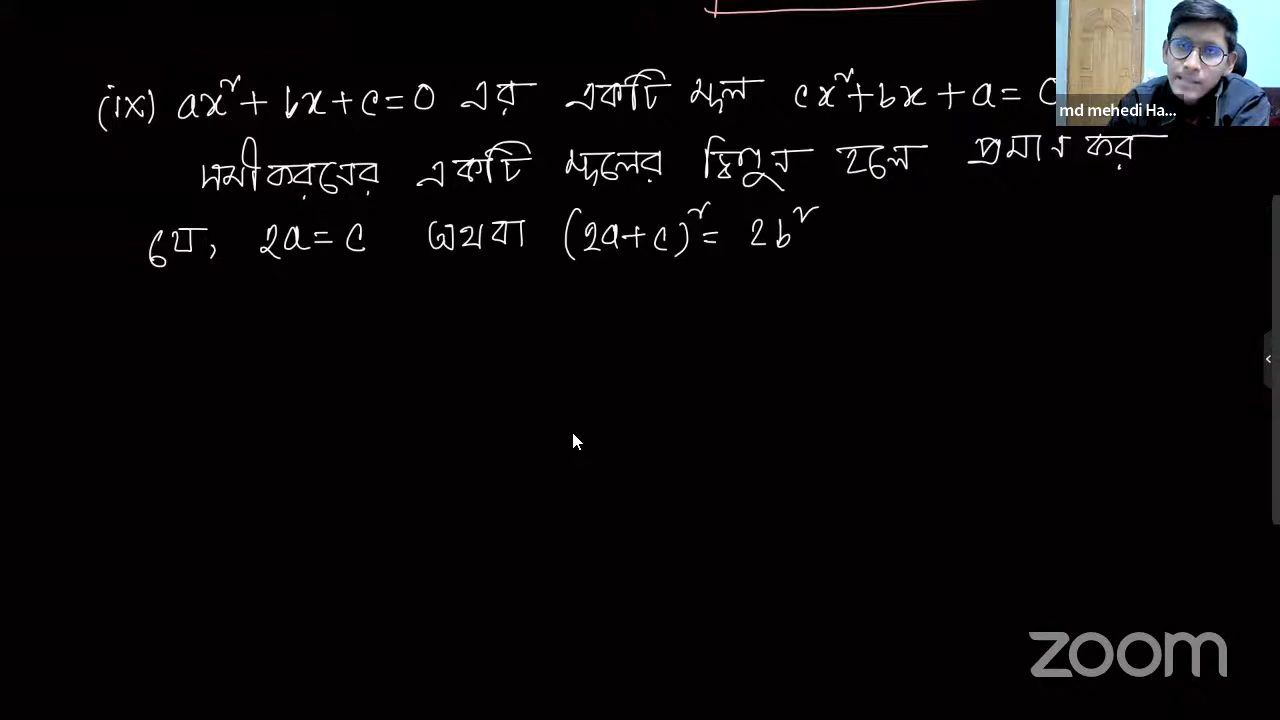 (ix) ax² + bx + c = 0 এর একটি মূল cx² + bx + a = 0
md mehedi Ha...
সমীকরনের একটি মূলের দ্বিগুন হলে প্রমান কর
যে, 2a = c অথবা (2a + c)² = 2b²
zoom